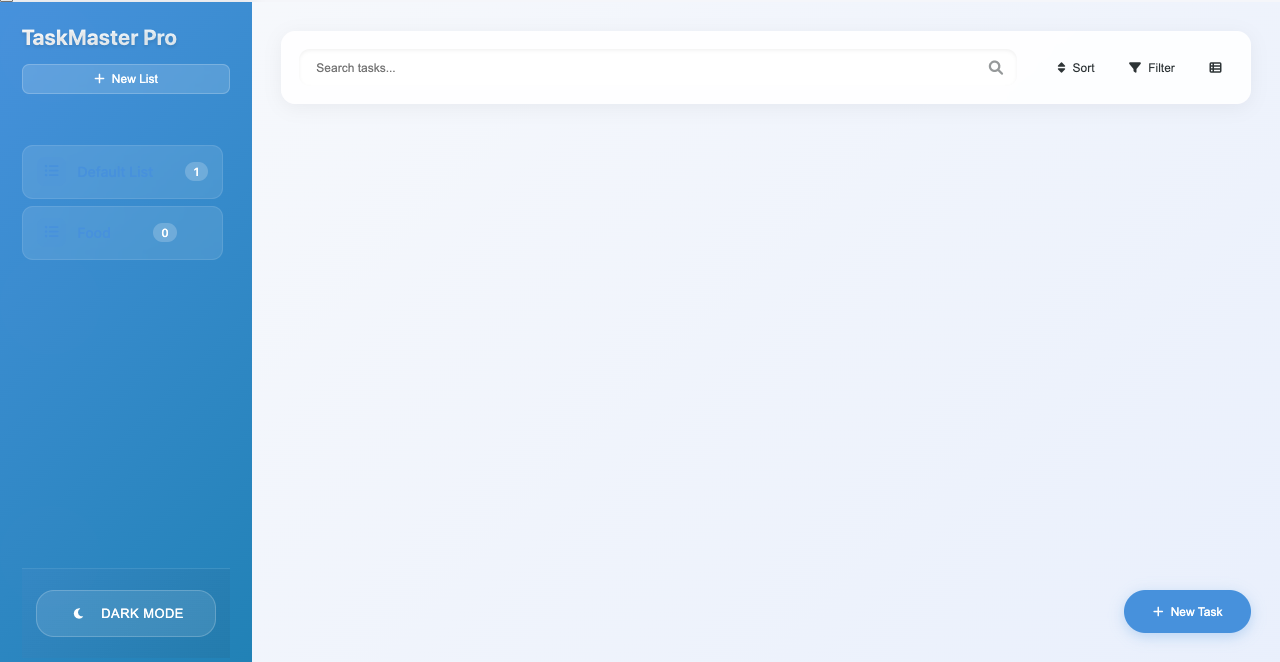 TaskMaster Pro
New List
Default List 1
Food 0
DARK MODE
Search tasks...
Sort
Filter
New Task